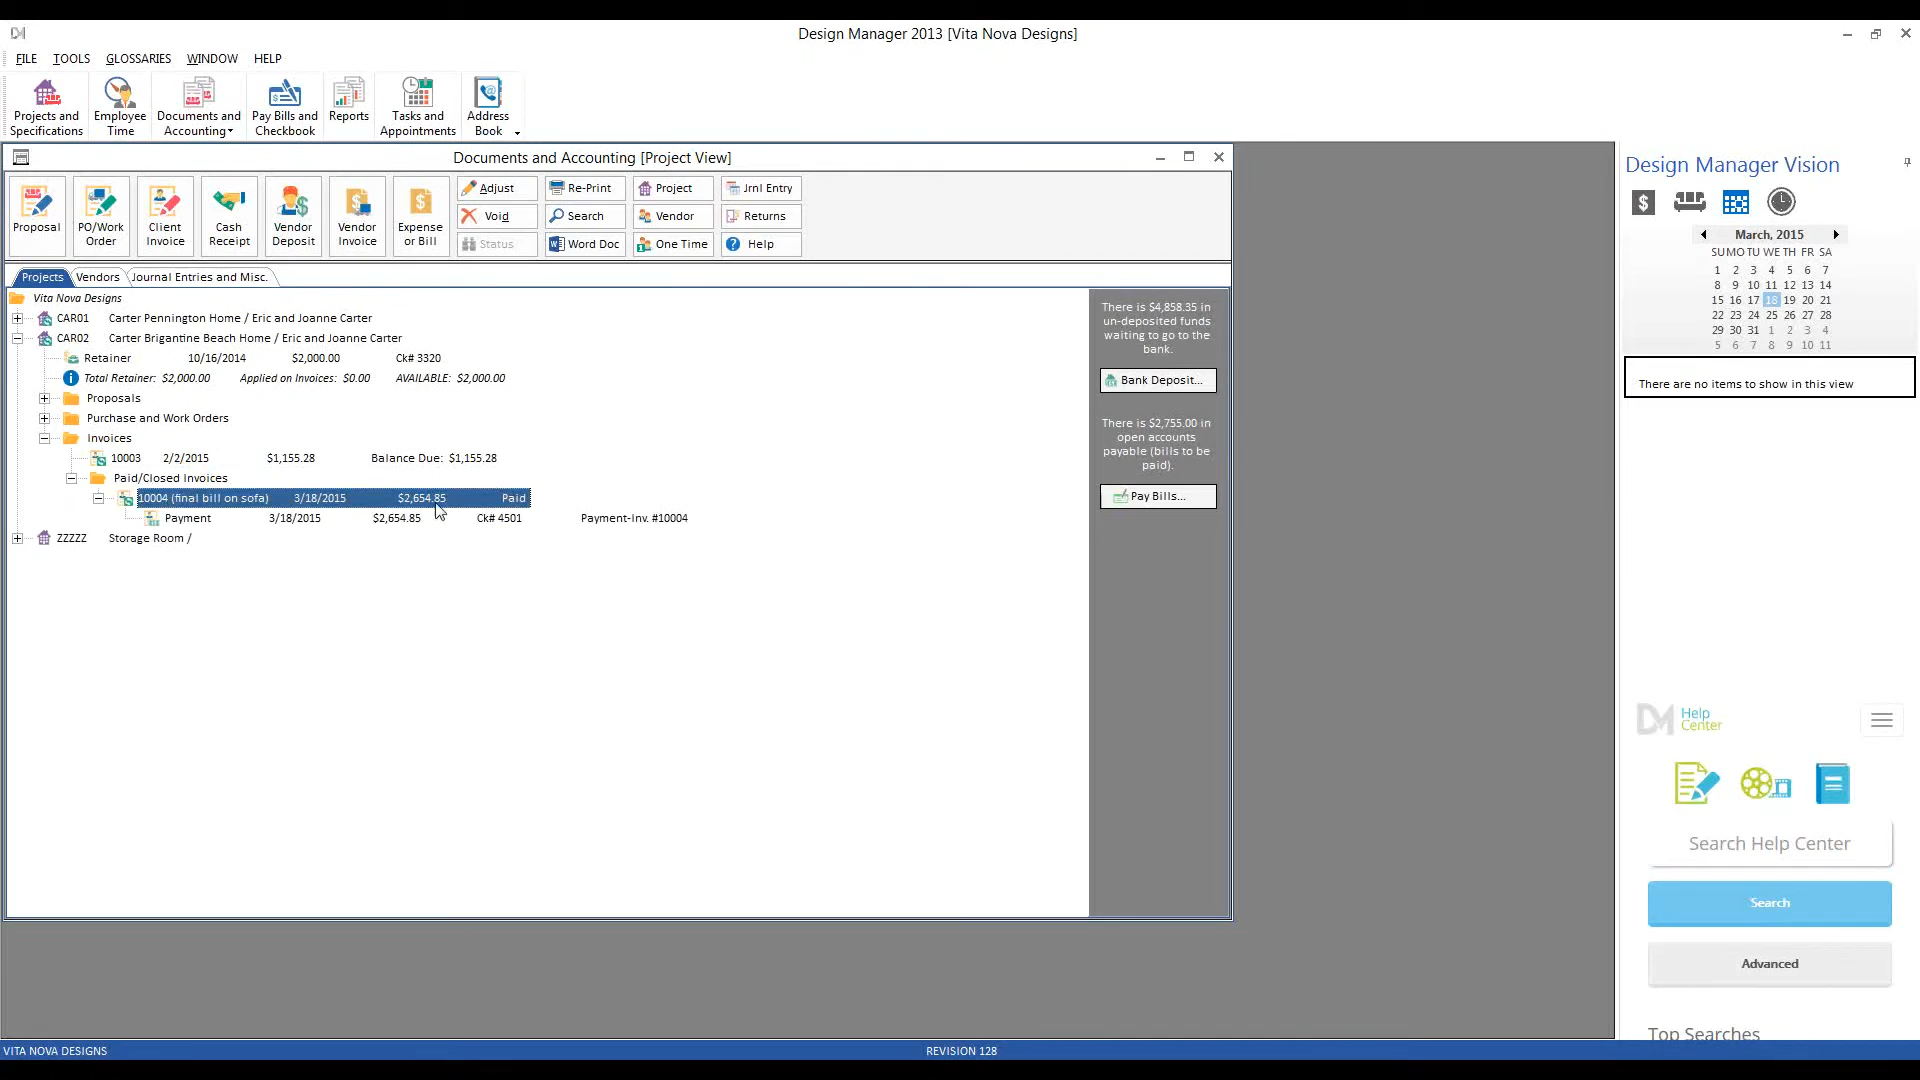 Design Manager 2013 [Vita Nova Designs]
FILE TOOLS GLOSSARIES WINDOW HELP
Projects and Specifications
Employee Time
Documents and Accounting
Pay Bills and Checkbook
Reports
Tasks and Appointments
Address Book
Documents and Accounting [Project View]
Proposal
PO/Work Order
Client Invoice
Cash Receipt
Vendor Deposit
Vendor Invoice
Expense or Bill
Adjust Re-Print Project Jrnl Entry
Void Search Vendor Returns
Status Word Doc One Time Help
Projects Vendors Journal Entries and Misc.
Vita Nova Designs
CAR01 Carter Pennington Home / Eric and Joanne Carter
CAR02 Carter Brigantine Beach Home / Eric and Joanne Carter
Retainer 10/16/2014 $2,000.00 Ck# 3320
Total Retainer: $2,000.00 Applied on Invoices: $0.00 AVAILABLE: $2,000.00
Proposals
Purchase and Work Orders
Invoices
10003 2/2/2015 $1,155.28 Balance Due: $1,155.28
Paid/Closed Invoices
10004 (final bill on sofa) 3/18/2015 $2,654.85 Paid
Payment 3/18/2015 $2,654.85 Ck# 4501 Payment-Inv. #10004
ZZZZZ Storage Room /
There is $4,858.35 in
un-deposited funds
waiting to go to the
bank.
Bank Deposit...
There is $2,755.00 in
open accounts
payable (bills to be
paid).
Pay Bills...
Design Manager Vision
March, 2015
SU MO TU WE TH FR SA
1 2 3 4 5 6 7
8 9 10 11 12 13 14
15 16 17 18 19 20 21
22 23 24 25 26 27 28
29 30 31 1 2 3 4
5 6 7 8 9 10 11
There are no items to show in this view
DM Help Center
Search Help Center
Search
Advanced
Top Searches
VITA NOVA DESIGNS REVISION 128